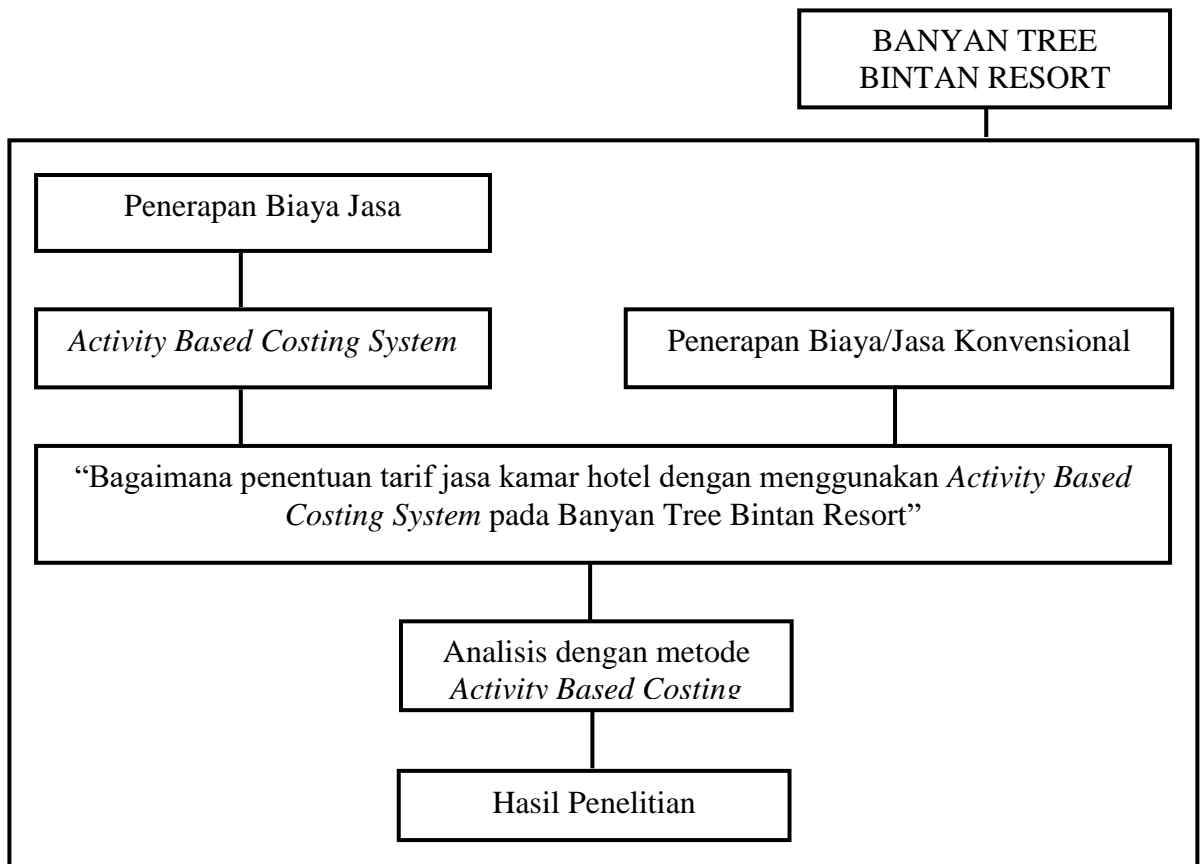 BANYAN TREE
BINTAN RESORT
Penerapan Biaya Jasa
Activity Based Costing System
Penerapan Biaya/Jasa Konvensional
“Bagaimana penentuan tarif jasa kamar hotel dengan menggunakan Activity Based
Costing System pada Banyan Tree Bintan Resort”
Analisis dengan metode
Activity Based Costing
Hasil Penelitian